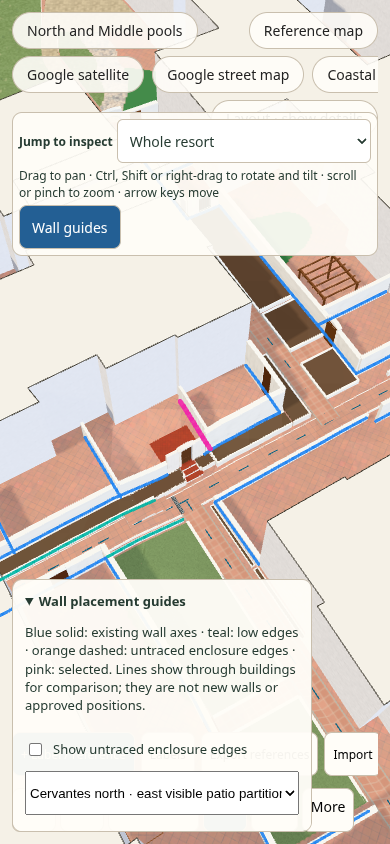 North and Middle pools
Reference map
Google satellite
Google street map
Coastal
Layout · show details
Jump to inspect
Whole resort
Drag to pan · Ctrl, Shift or right-drag to rotate and tilt · scroll
or pinch to zoom · arrow keys move
Wall guides
▼ Wall placement guides
Blue solid: existing wall axes · teal: low edges
· orange dashed: untraced enclosure edges ·
pink: selected. Lines show through buildings
for comparison; they are not new walls or
approved positions.
Show untraced enclosure edges
Import
Cervantes north · east visible patio partition
More